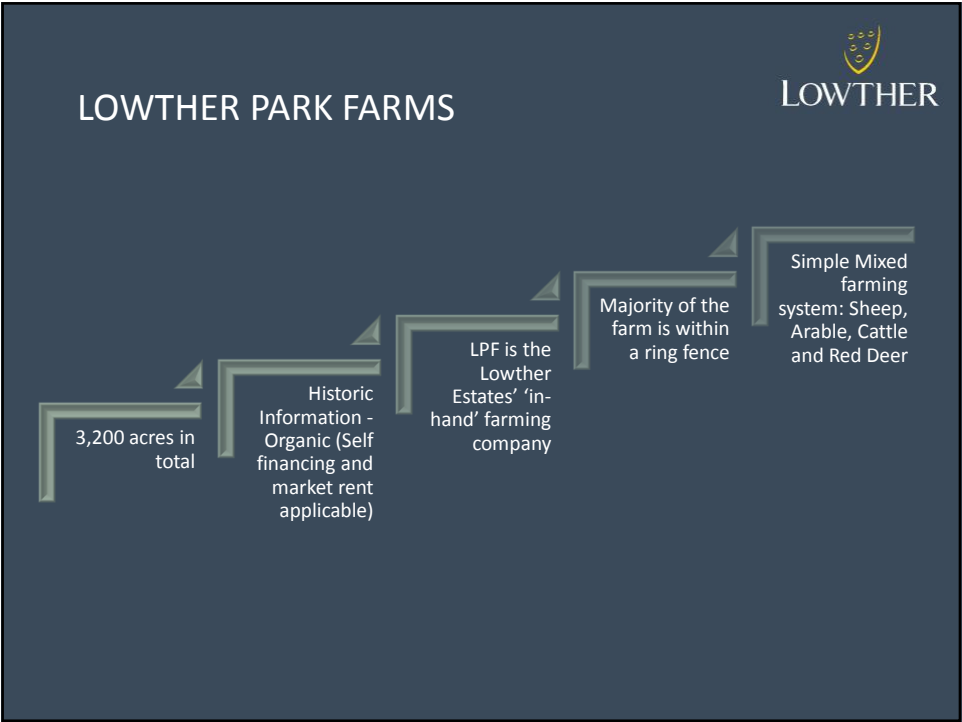 LOWTHER PARK FARMS
LOWTHER
3,200 acres in
total
Historic
Information -
Organic (Self
financing and
market rent
applicable)
LPF is the
Lowther
Estates’ ‘in-
hand’ farming
company
Majority of the
farm is within
a ring fence
Simple Mixed
farming
system: Sheep,
Arable, Cattle
and Red Deer